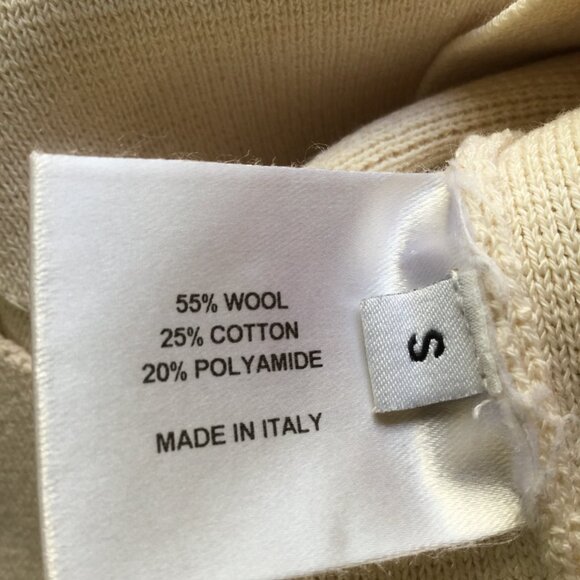 55% WOOL
25% COTTON
20% POLYAMIDE
MADE IN ITALY
S